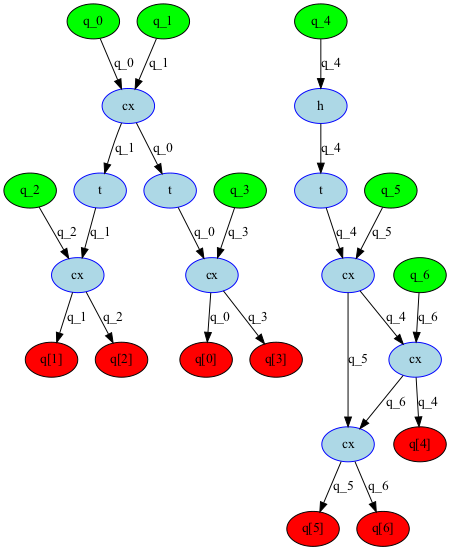 q_0 q_1 q_4
q_0 q_1 q_4
cx h
q_1 q_0 q_4
q_2 t t q_3 t q_5
q_2 q_1 q_0 q_3 q_4 q_5
cx cx cx q_6
q_1 q_2 q_0 q_3 q_4 q_6
q[1] q[2] q[0] q[3] q_5 cx
q_6 q_4
cx q[4]
q_5 q_6
q[5] q[6]